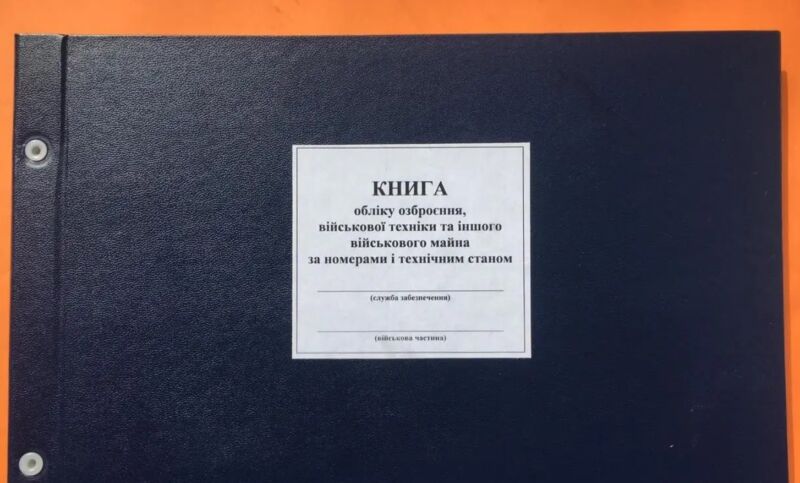 КНИГА
обліку озброєння,
військової техніки та іншого
військового майна
за номерами і технічним станом
(служба забезпечення)
(військова частина)